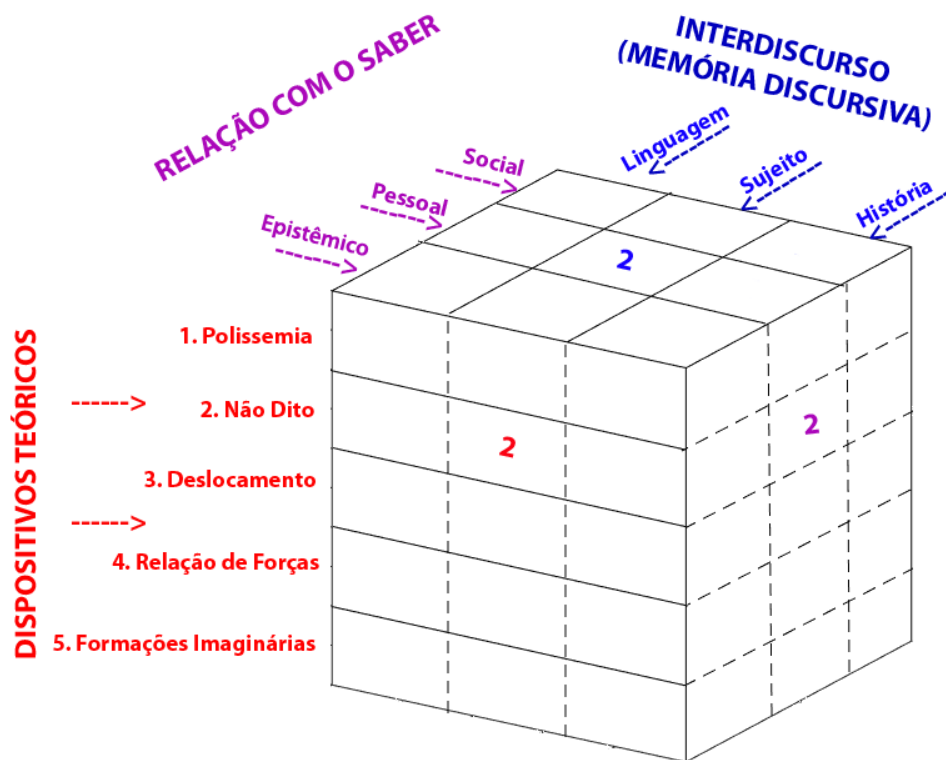 RELAÇÃO COM O SABER
INTERDISCURSO
(MEMÓRIA DISCURSIVA)
Social
Pessoal
Epistêmico
Linguagem
Sujeito
História
2
DISPOSITIVOS TEÓRICOS
1. Polissemia
2. Não Dito
3. Deslocamento
4. Relação de Forças
5. Formações Imaginárias
2
2